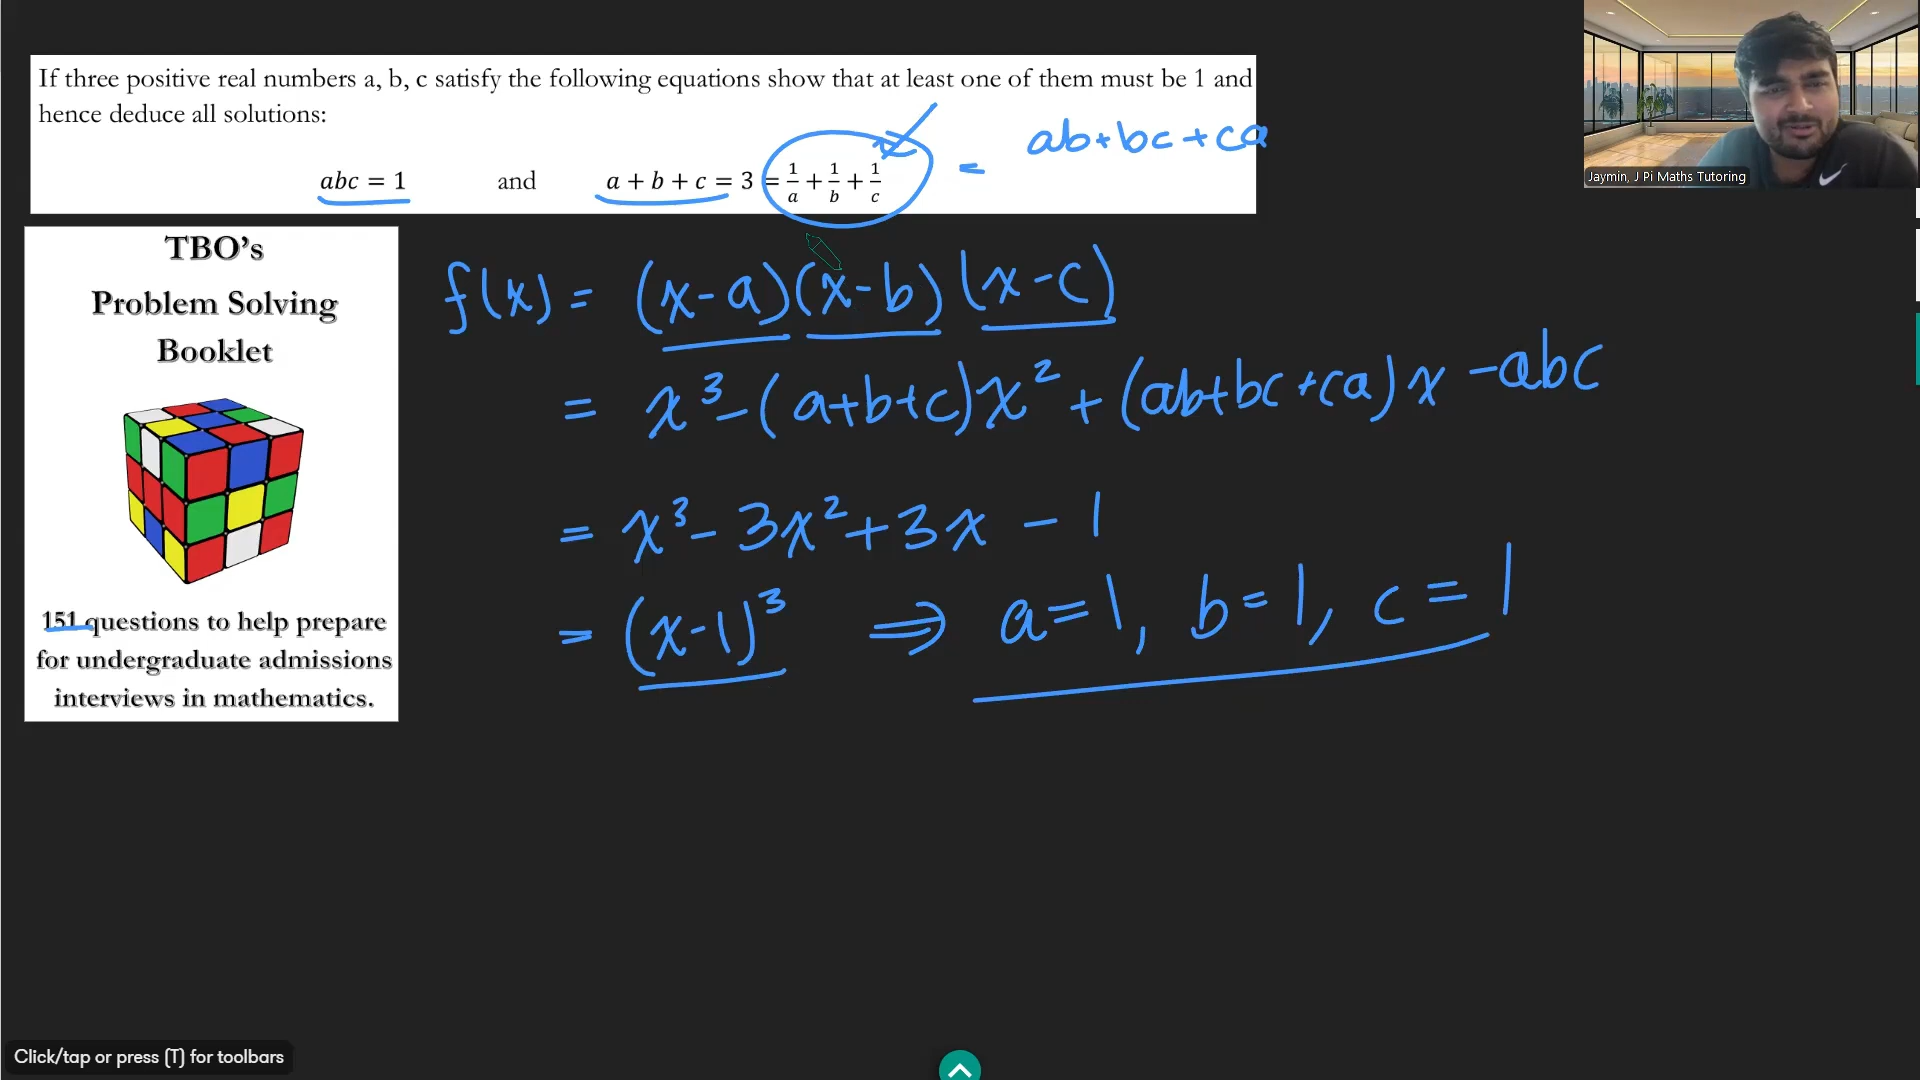 If three positive real numbers a, b, c satisfy the following equations show that at least one of them must be 1 and
hence deduce all solutions:
abc = 1 and a + b + c = 3 = 1/a + 1/b + 1/c
= ab+bc+ca
Jaymin, J Pi Maths Tutoring
TBO's
Problem Solving
Booklet
151 questions to help prepare
for undergraduate admissions
interviews in mathematics.
f(x) = (x-a)(x-b)(x-c)
= x³-(a+b+c)x²+(ab+bc+ca)x -abc
= x³-3x²+3x - 1
= (x-1)³ ⇒ a=1, b=1, c=1
Click/tap or press (T) for toolbars